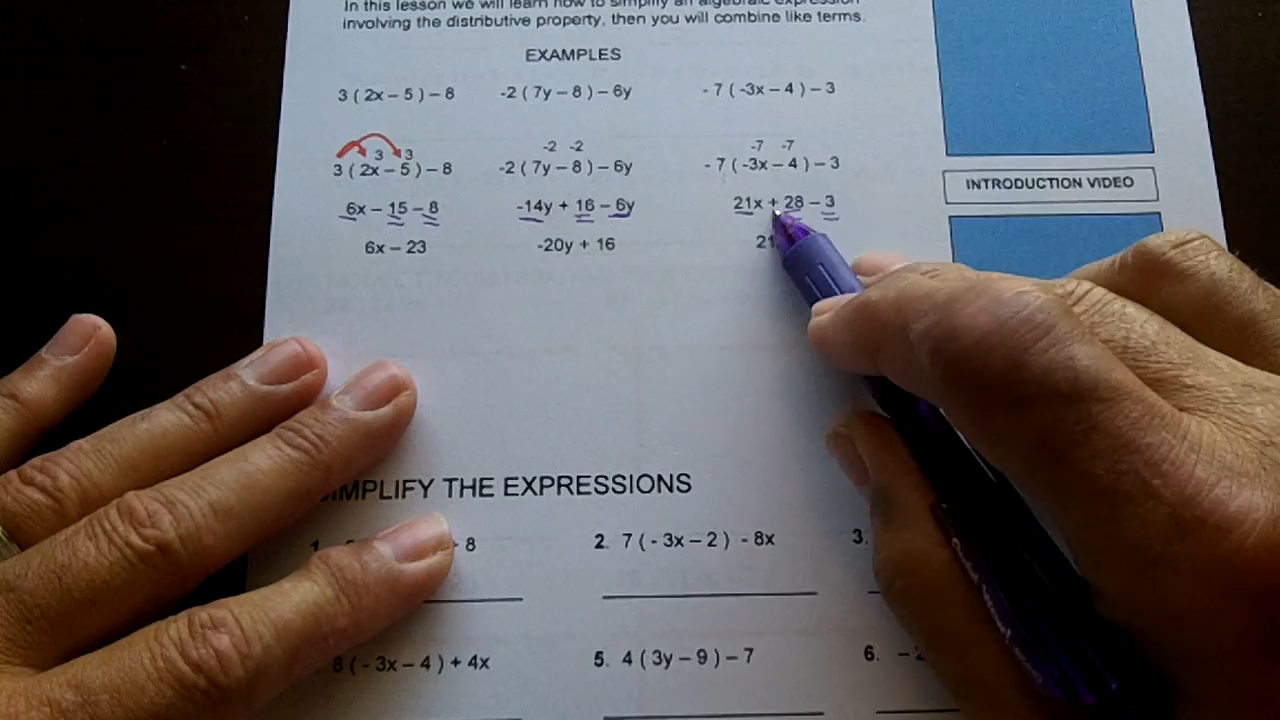 In this lesson we will learn how to simplify an algebraic expression
involving the distributive property, then you will combine like terms.
EXAMPLES
3 ( 2x – 5 ) – 8
-2 ( 7y – 8 ) – 6y
- 7 ( -3x – 4 ) – 3
3 3
3 ( 2x – 5 ) – 8
-2 -2
-2 ( 7y – 8 ) – 6y
-7 -7
- 7 ( -3x – 4 ) – 3
6x – 15 – 8
-14y + 16 – 6y
21x + 28 – 3
6x – 23
-20y + 16
21
INTRODUCTION VIDEO
SIMPLIFY THE EXPRESSIONS
1.
8
2. 7 ( - 3x – 2 ) - 8x
3.
8 ( - 3x – 4 ) + 4x
5. 4 ( 3y – 9 ) – 7
6. –2